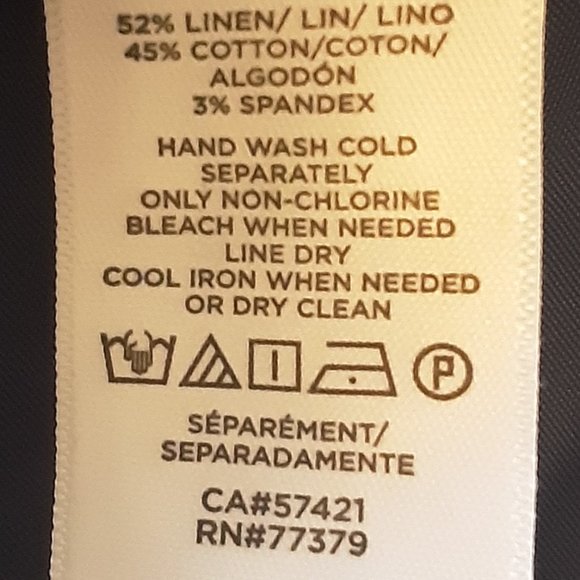 52% LINEN/ LIN/ LINO
45% COTTON/COTON/
ALGODÓN
3% SPANDEX
HAND WASH COLD
SEPARATELY
ONLY NON-CHLORINE
BLEACH WHEN NEEDED
LINE DRY
COOL IRON WHEN NEEDED
OR DRY CLEAN
P
SÉPARÉMENT/
SEPARADAMENTE
CA#57421
RN#77379